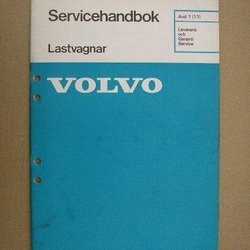 Servicehandbok
Avd 1 (11)
Leverans
och
Garanti
Service
Lastvagnar
VOLVO